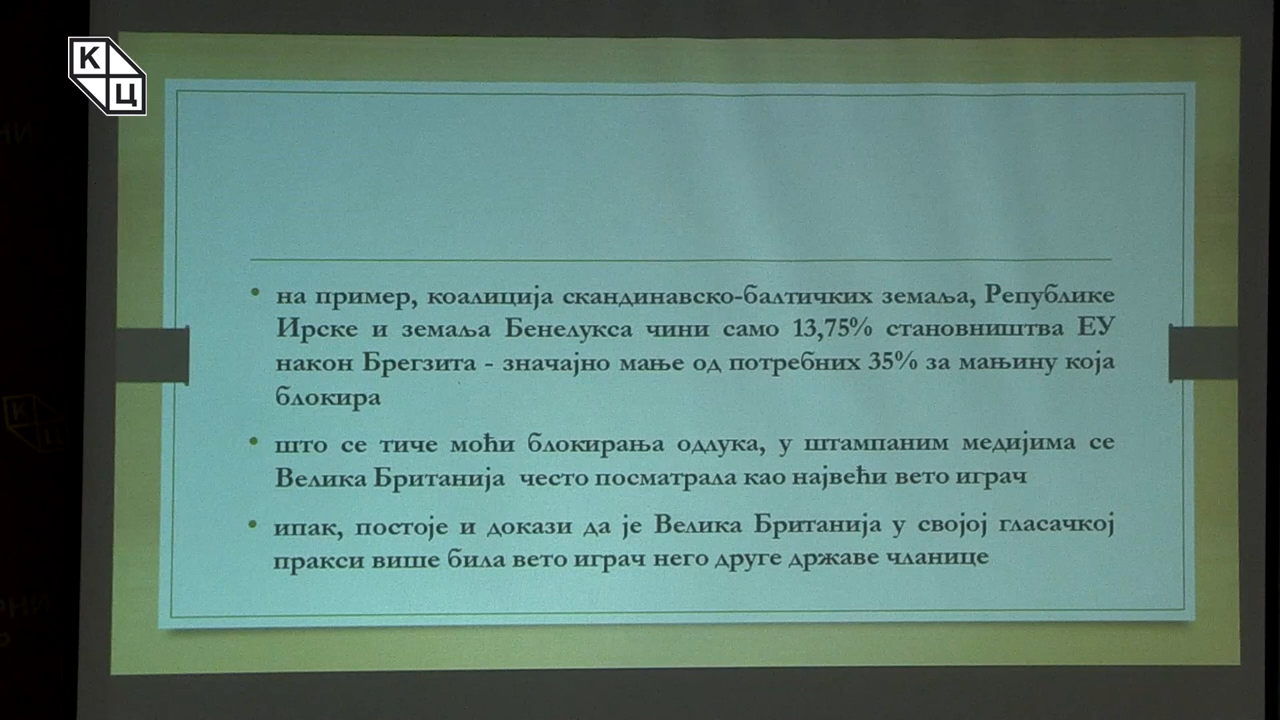 К
Ц
на пример, коалиција скандинавско-балтичких земаља, Републике
Ирске и земаља Бенелукса чини само 13,75% становништва ЕУ
након Брегзита - значајно мање од потребних 35% за мањину која
блокира
што се тиче моћи блокирања одлука, у штампаним медијима се
Велика Британија често посматрала као највећи вето играч
ипак, постоје и докази да је Велика Британија у својој гласачкој
пракси више била вето играч него друге државе чланице